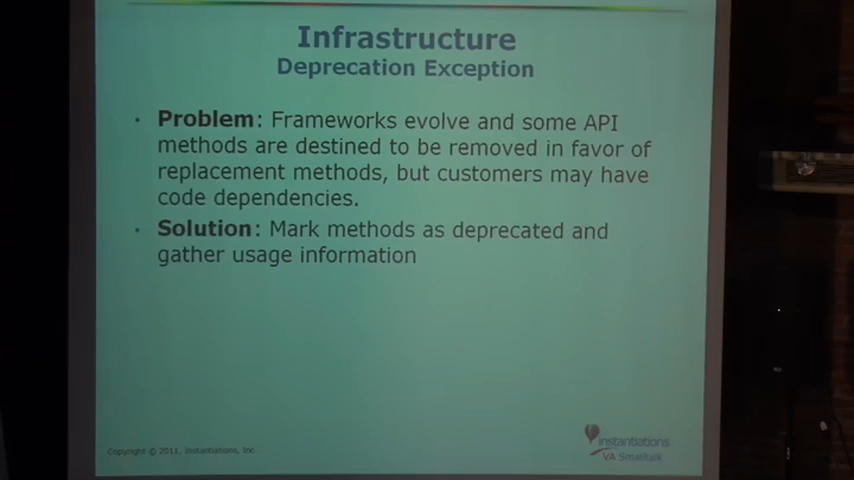 Infrastructure
Deprecation Exception
• Problem: Frameworks evolve and some API
methods are destined to be removed in favor of
replacement methods, but customers may have
code dependencies.
• Solution: Mark methods as deprecated and
gather usage information
Copyright © 2011, Instantiations, Inc
instantiations
VA Smalltalk